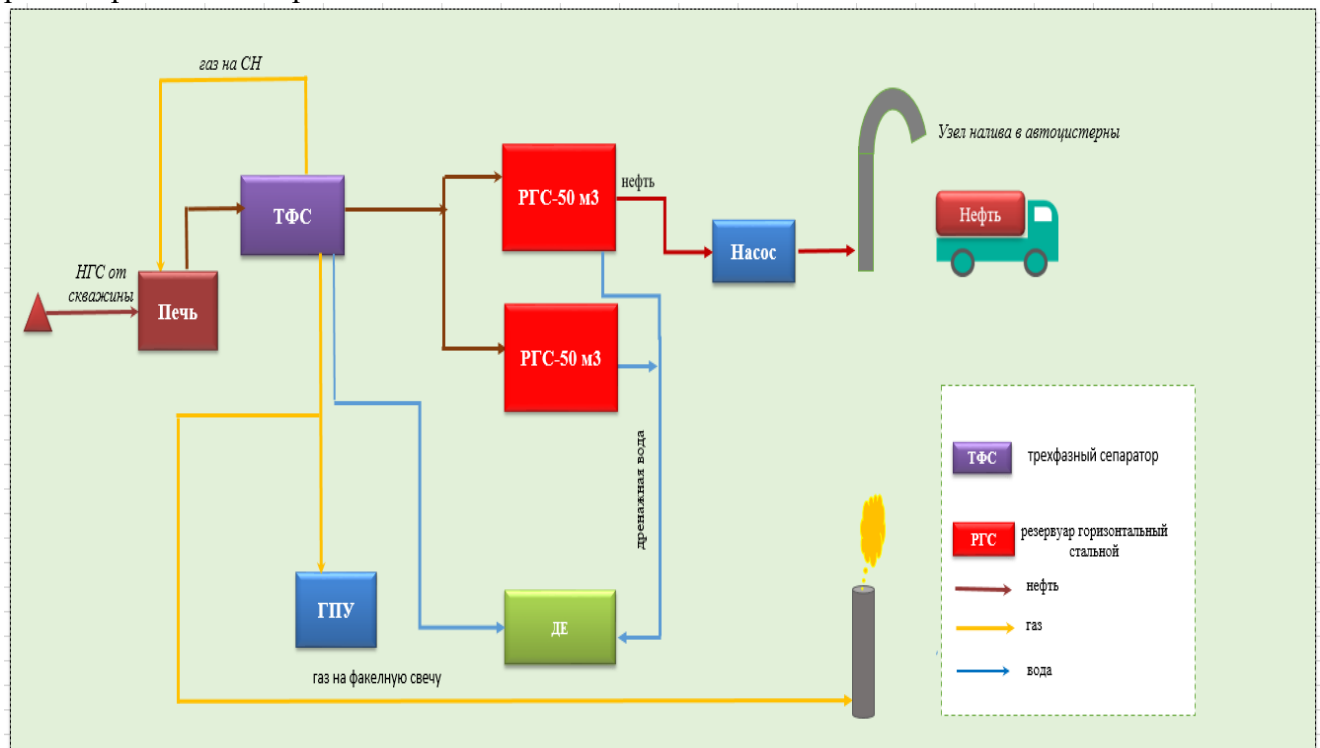 газ на СН
Узел налива в автоцистерны
РГС-50 м3
нефть
ТФС
Нефть
Насос
НГС от
скважины
Печь
РГС-50 м3
дренажная вода
ТФС
трехфазный сепаратор
РГС
резервуар горизонтальный
стальной
нефть
ГПУ
ДЕ
газ
газ на факельную свечу
вода